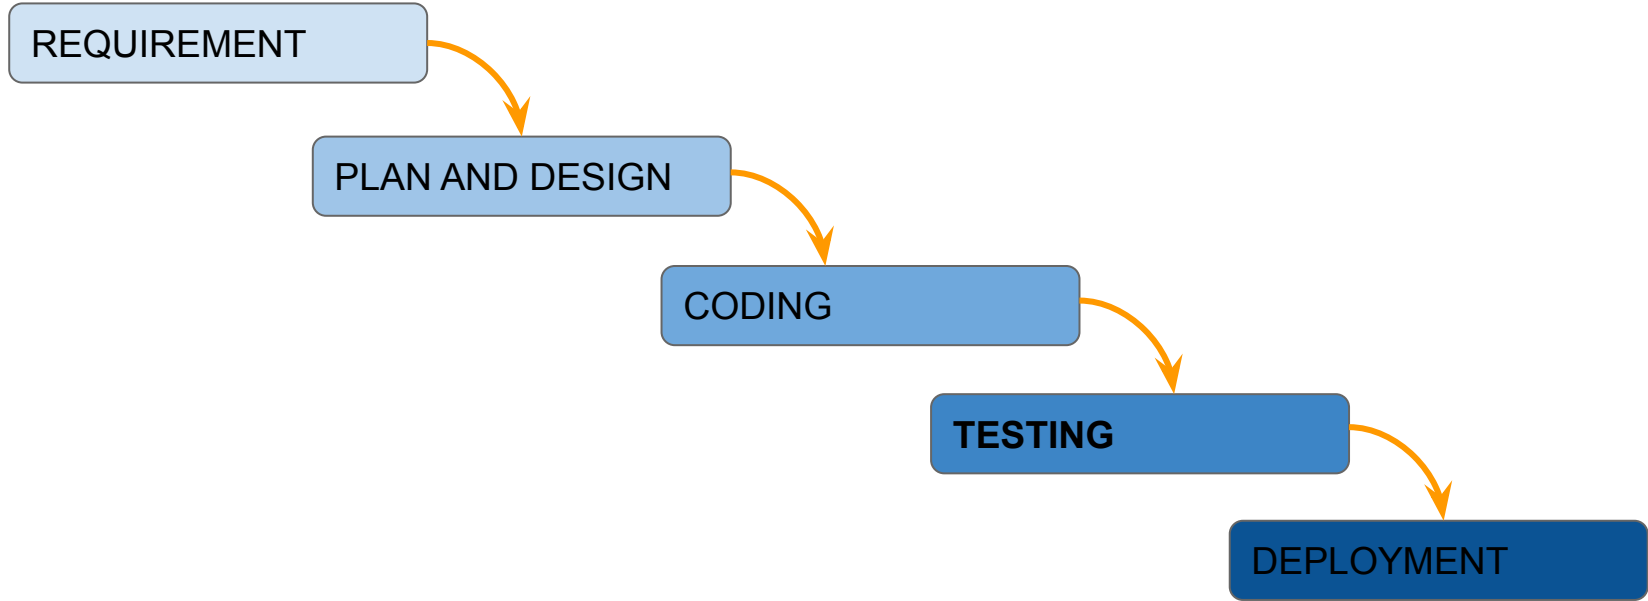 REQUIREMENT
PLAN AND DESIGN
CODING
TESTING
DEPLOYMENT